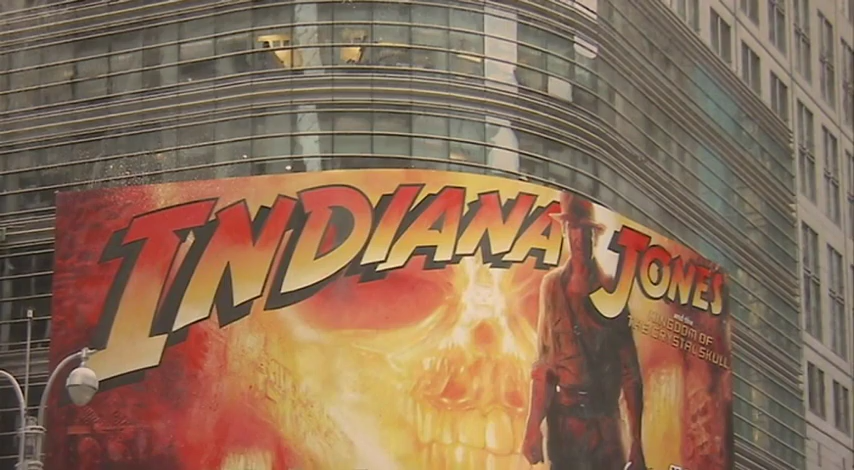 INDIANA JONES
and the
KINGDOM OF
THE CRYSTAL SKULL